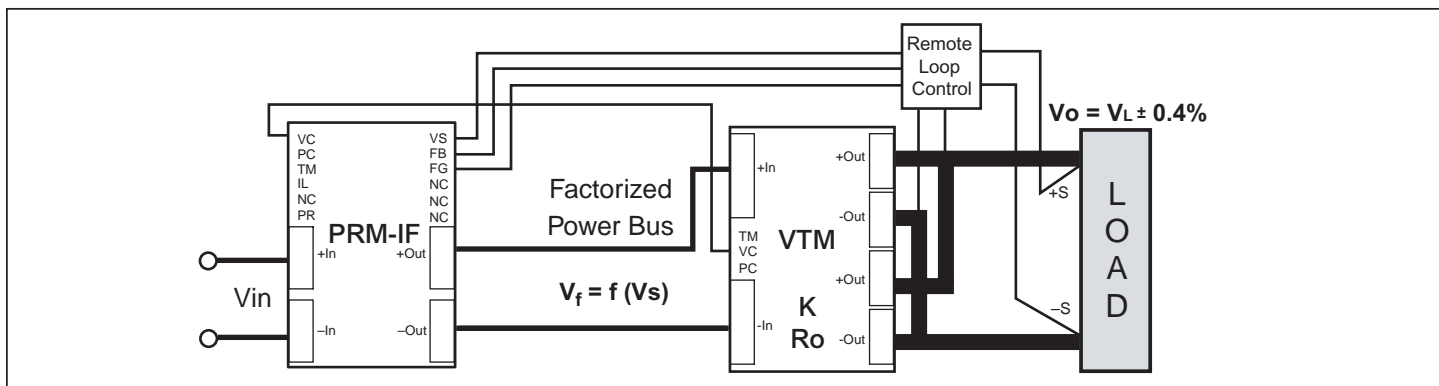 Remote
Loop
Control
Vo = VL ± 0.4%
VC
PC
TM
IL
NC
PR
VS
FB
FG
NC
NC
NC
PRM-IF
+In
+Out
–In
–Out
Vin
Factorized
Power Bus
Vf = f (Vs)
+In
TM
VC
PC
-In
VTM
K
Ro
+Out
-Out
+Out
-Out
+S
–S
L
O
A
D